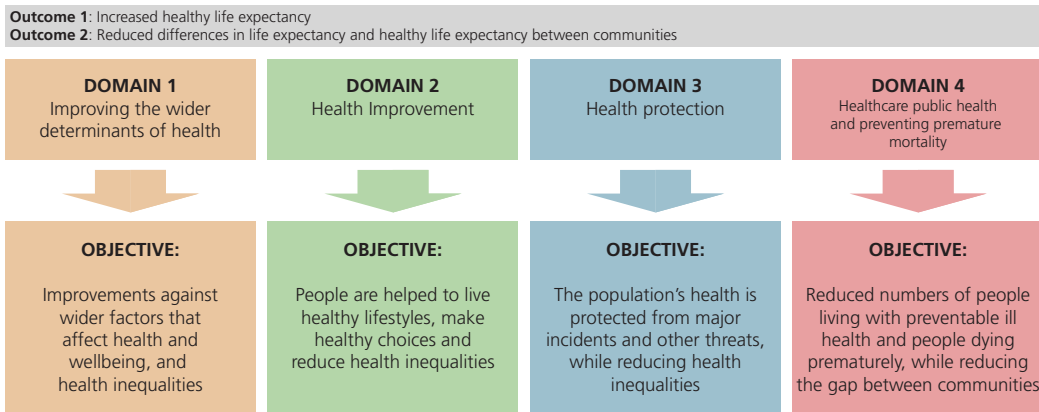 Outcome 1: Increased healthy life expectancy
Outcome 2: Reduced differences in life expectancy and healthy life expectancy between communities
DOMAIN 1
Improving the wider
determinants of health
DOMAIN 2
Health Improvement
DOMAIN 3
Health protection
DOMAIN 4
Healthcare public health
and preventing premature
mortality
OBJECTIVE:
Improvements against
wider factors that
affect health and
wellbeing, and
health inequalities
OBJECTIVE:
People are helped to live
healthy lifestyles, make
healthy choices and
reduce health inequalities
OBJECTIVE:
The population’s health is
protected from major
incidents and other threats,
while reducing health
inequalities
OBJECTIVE:
Reduced numbers of people
living with preventable ill
health and people dying
prematurely, while reducing
the gap between communities